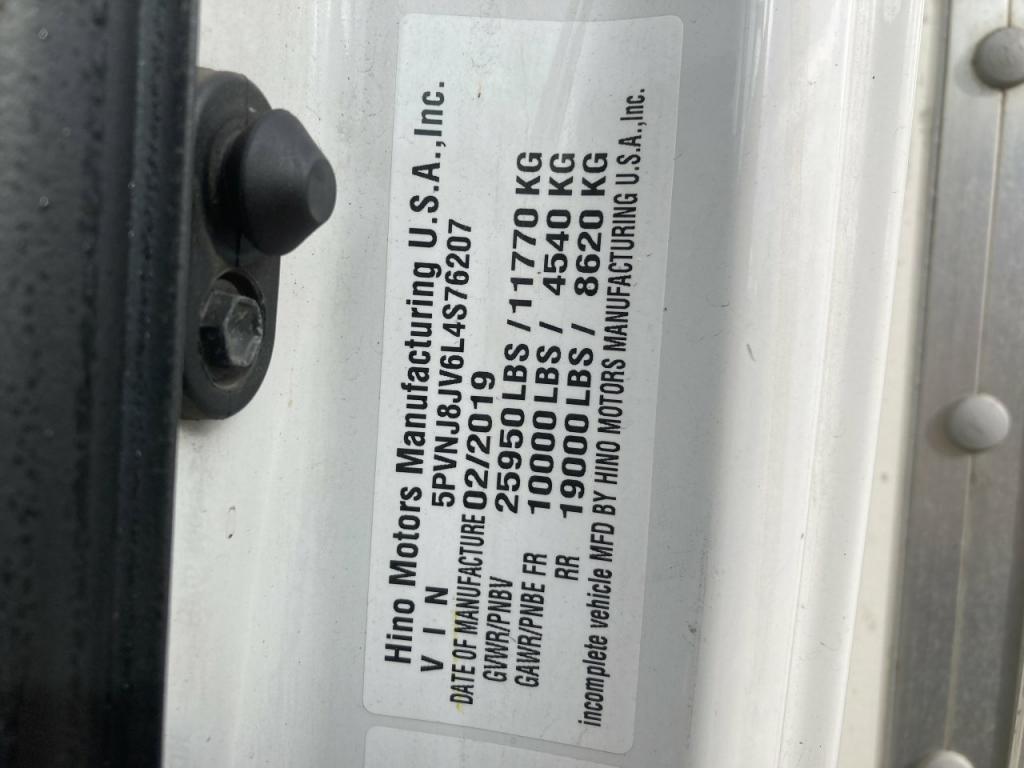 Hino Motors Manufacturing U.S.A.,Inc.
V I N 5PVNJ8JV6L4S76207
DATE OF MANUFACTURE 02/2019
GVWR/PNBV 25950 LBS / 11770 KG
GAWR/PNBE FR 10000 LBS / 4540 KG
RR 19000 LBS / 8620 KG
incomplete vehicle MFD BY HINO MOTORS MANUFACTURING U.S.A.,Inc.